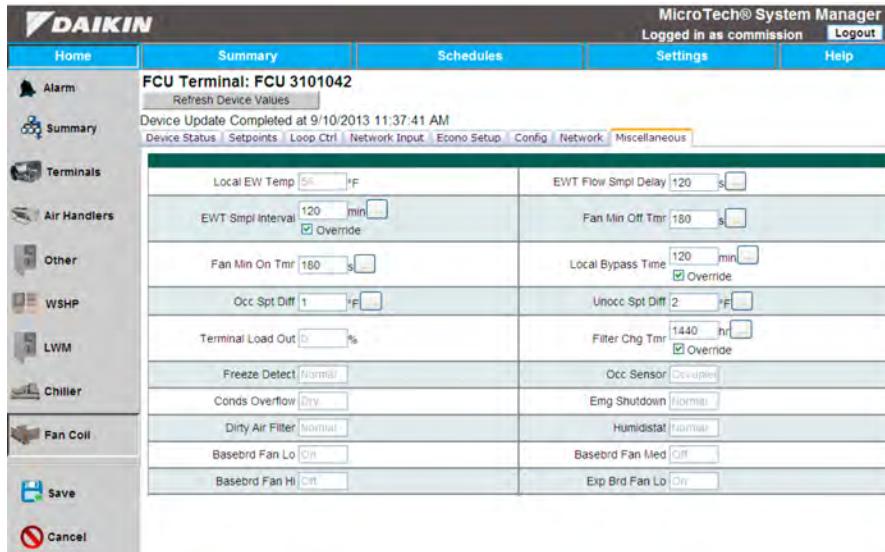 DAIKIN
MicroTech® System Manager
Logged in as commission Logout
Home Summary Schedules Settings Help
Alarm
Summary
Terminals
Air Handlers
Other
WSHP
LWM
Chiller
Fan Coil
Save
Cancel
FCU Terminal: FCU 3101042
Refresh Device Values
Device Update Completed at 9/10/2013 11:37:41 AM
Device Status Setpoints Loop Ctrl Network Input Econo Setup Config Network Miscellaneous
Local EW Temp °F EWT Flow Smpl Delay 120 s ...
EWT Smpl Interval 120 min ... Fan Min Off Tmr 180 s ...
Override
Fan Min On Tmr 180 s ... Local Bypass Time 120 min ...
Override
Occ Spt Diff 1 °F ... Unocc Spt Diff 2 °F ...
Terminal Load Out 0 % Filter Chg Tmr 1440 hr ...
Override
Freeze Detect Normal Occ Sensor
Conds Overflow Dry Emg Shutdown Normal
Dirty Air Filter Normal Humidistat Normal
Basebrd Fan Lo On Basebrd Fan Med Off
Basebrd Fan Hi Off Exp Brd Fan Lo On